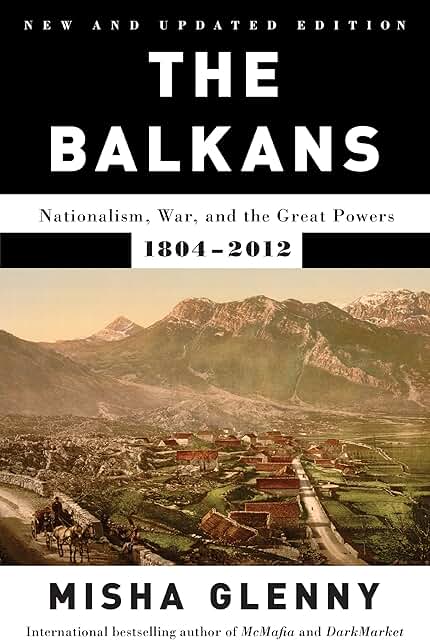 NEW AND UPDATED EDITION
THE
BALKANS
Nationalism, War, and the Great Powers
1804–2012
MISHA GLENNY
International bestselling author of McMafia and DarkMarket